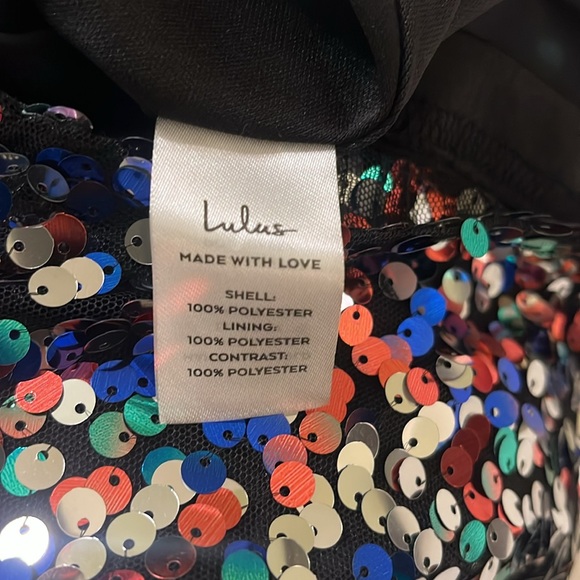 Lulus
MADE WITH LOVE
SHELL:
100% POLYESTER
LINING:
100% POLYESTER
CONTRAST:
100% POLYESTER